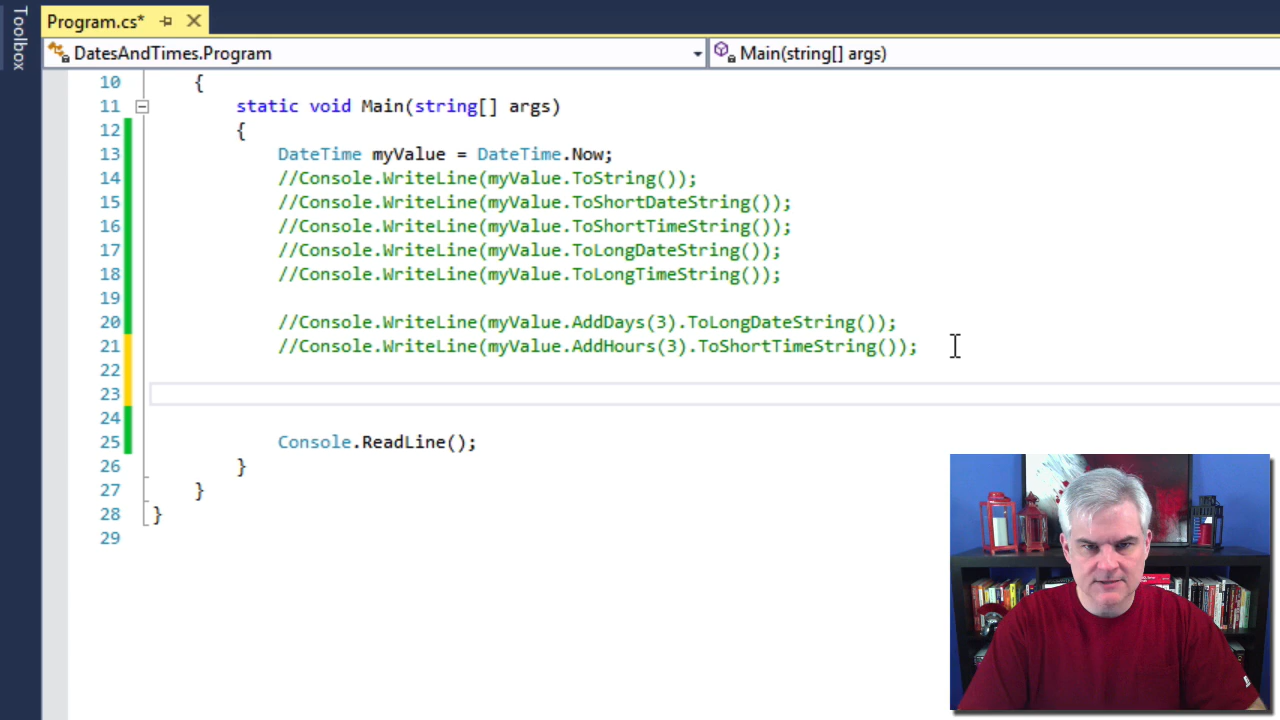 Toolbox
Program.cs*
DatesAndTimes.Program
Main(string[] args)
10 {
11 static void Main(string[] args)
12 {
13 DateTime myValue = DateTime.Now;
14 //Console.WriteLine(myValue.ToString());
15 //Console.WriteLine(myValue.ToShortDateString());
16 //Console.WriteLine(myValue.ToShortTimeString());
17 //Console.WriteLine(myValue.ToLongDateString());
18 //Console.WriteLine(myValue.ToLongTimeString());
19
20 //Console.WriteLine(myValue.AddDays(3).ToLongDateString());
21 //Console.WriteLine(myValue.AddHours(3).ToShortTimeString());
22
23
24
25 Console.ReadLine();
26 }
27 }
28 }
29